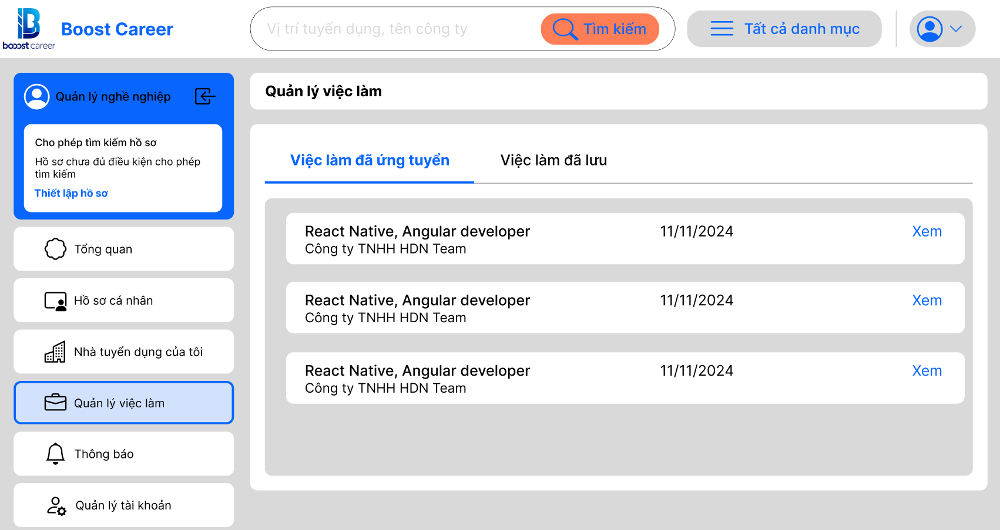 booost career
Boost Career
Vị trí tuyển dụng, tên công ty
Tìm kiếm
Tất cả danh mục
Quản lý nghề nghiệp
Cho phép tìm kiếm hồ sơ
Hồ sơ chưa đủ điều kiện cho phép
tìm kiếm
Thiết lập hồ sơ
Tổng quan
Hồ sơ cá nhân
Nhà tuyển dụng của tôi
Quản lý việc làm
Thông báo
Quản lý tài khoản
Quản lý việc làm
Việc làm đã ứng tuyển
Việc làm đã lưu
React Native, Angular developer
Công ty TNHH HDN Team
11/11/2024
Xem
React Native, Angular developer
Công ty TNHH HDN Team
11/11/2024
Xem
React Native, Angular developer
Công ty TNHH HDN Team
11/11/2024
Xem